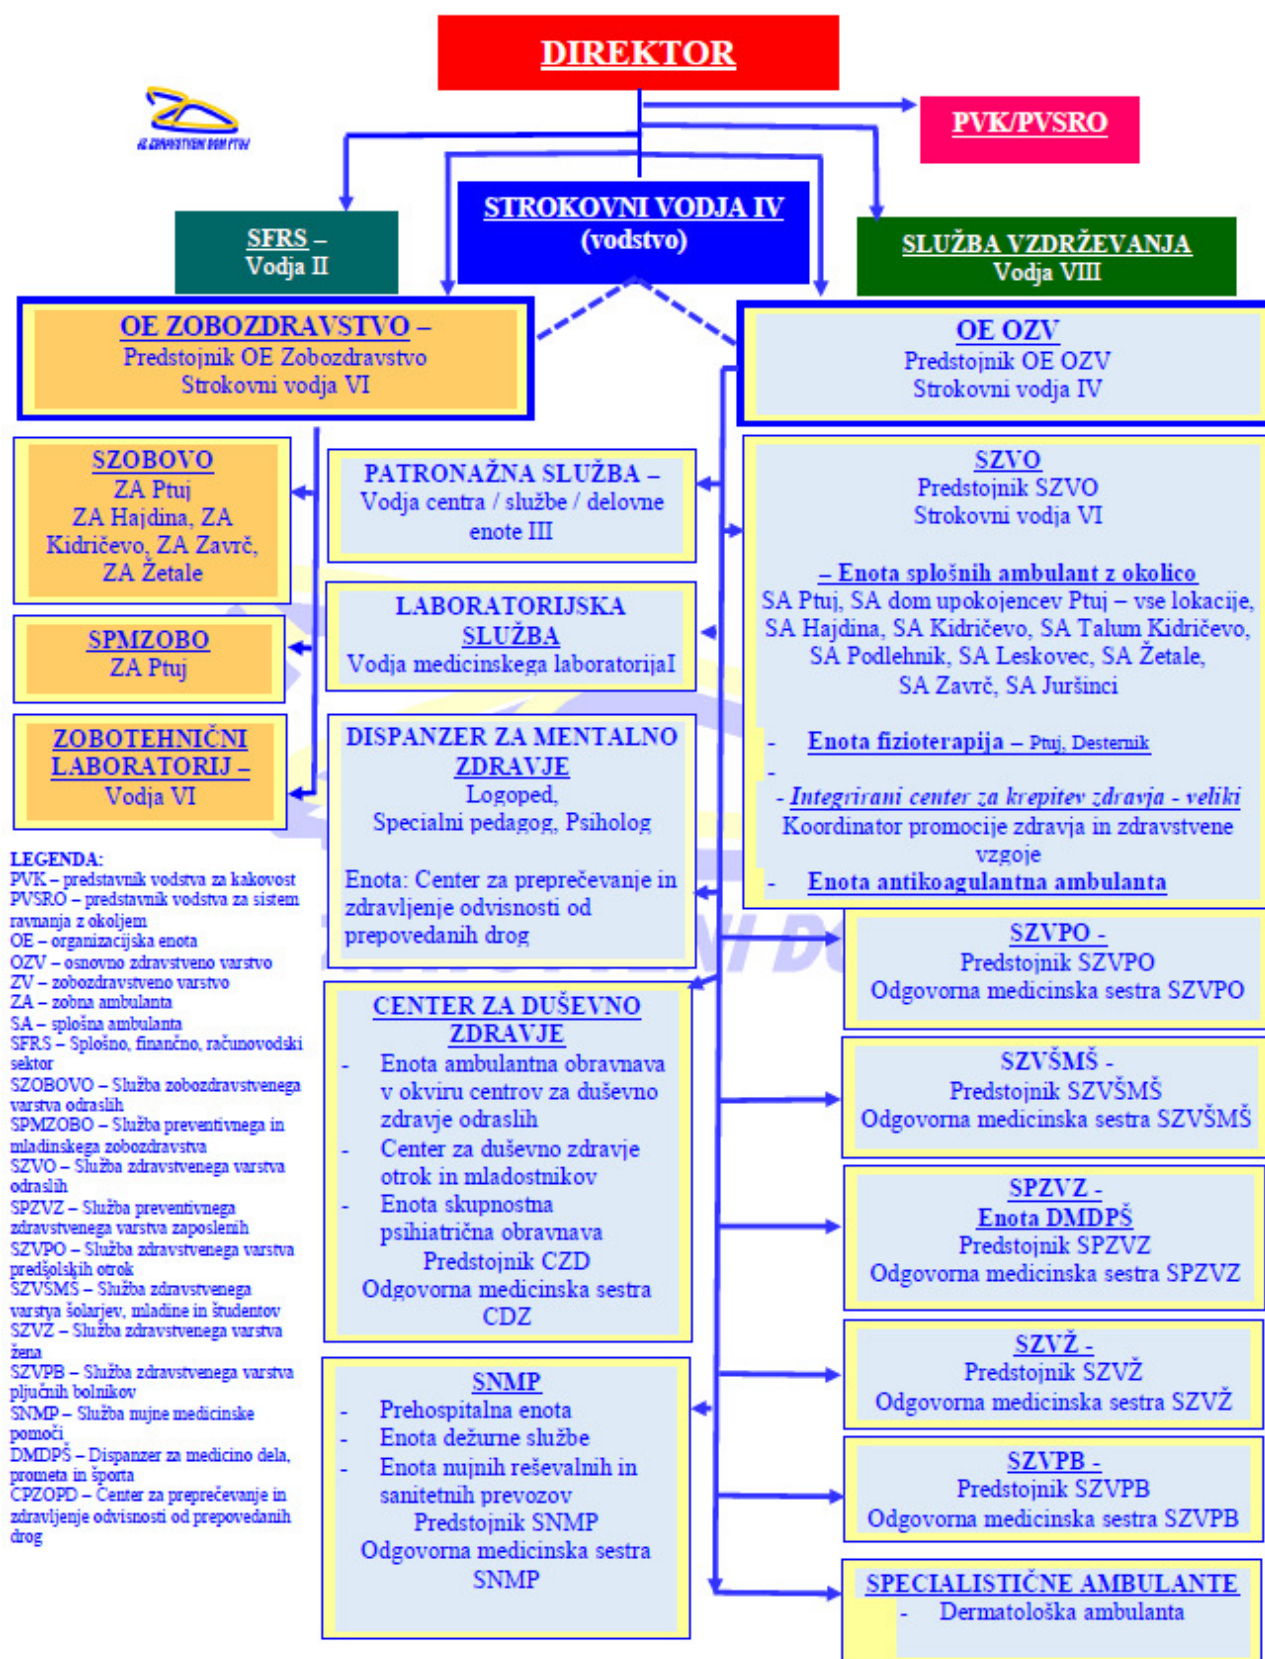 DIREKTOR
JZ ZDRAVSTVENI DOM PTUJ
PVK/PVSRO
STROKOVNI VODJA IV
(vodstvo)
SFRS –
Vodja II
SLUŽBA VZDRŽEVANJA
Vodja VIII
OE ZOBOZDRAVSTVO –
Predstojnik OE Zobozdravstvo
Strokovni vodja VI
OE OZV
Predstojnik OE OZV
Strokovni vodja IV
SZOBOVO
ZA Ptuj
ZA Hajdina, ZA
Kidričevo, ZA Zavrč,
ZA Žetale
SPMZOBO
ZA Ptuj
ZOBOTEHNIČNI
LABORATORIJ –
Vodja VI
LEGENDA:
PVK – predstavnik vodstva za kakovost
PVSRO – predstavnik vodstva za sistem
ravnanja z okoljem
OE – organizacijska enota
OZV – osnovno zdravstveno varstvo
ZV – zobozdravstveno varstvo
ZA – zobna ambulanta
SA – splošna ambulanta
SFRS – Splošno, finančno, računovodski
sektor
SZOBOVO – Služba zobozdravstvenega
varstva odraslih
SPMZOBO – Služba preventivnega in
mladinskega zobozdravstva
SZVO – Služba zdravstvenega varstva
odraslih
SPZVZ – Služba preventivnega
zdravstvenega varstva zaposlenih
SZVPO – Služba zdravstvenega varstva
predšolskih otrok
SZVŠMŠ – Služba zdravstvenega
varstva šolarjev, mladine in študentov
SZVŽ – Služba zdravstvenega varstva
žena
SZVPB – Služba zdravstvenega varstva
pljučnih bolnikov
SNMP – Služba nujne medicinske
pomoči
DMDPŠ – Dispanzer za medicino dela,
prometa in športa
CPZOPD – Center za preprečevanje in
zdravljenje odvisnosti od prepovedanih
drog
PATRONAŽNA SLUŽBA –
Vodja centra / službe / delovne
enote III
LABORATORIJSKA
SLUŽBA
Vodja medicinskega laboratorijaI
DISPANZER ZA MENTALNO
ZDRAVJE
Logoped,
Specialni pedagog, Psiholog
Enota: Center za preprečevanje in
zdravljenje odvisnosti od
prepovedanih drog
CENTER ZA DUŠEVNO
ZDRAVJE
- Enota ambulantna obravnava
v okviru centrov za duševno
zdravje odraslih
- Center za duševno zdravje
otrok in mladostnikov
- Enota skupnostna
psihiatrična obravnava
Predstojnik CZD
Odgovorna medicinska sestra
CDZ
SNMP
- Prehospitalna enota
- Enota dežurne službe
- Enota nujnih reševalnih in
sanitetnih prevozov
Predstojnik SNMP
Odgovorna medicinska sestra
SNMP
SZVO
Predstojnik SZVO
Strokovni vodja VI
– Enota splošnih ambulant z okolico
SA Ptuj, SA dom upokojencev Ptuj – vse lokacije,
SA Hajdina, SA Kidričevo, SA Talum Kidričevo,
SA Podlehnik, SA Leskovec, SA Žetale,
SA Zavrč, SA Juršinci
- Enota fizioterapija – Ptuj, Desternik
-
- Integrirani center za krepitev zdravja - veliki
Koordinator promocije zdravja in zdravstvene
vzgoje
- Enota antikoagulantna ambulanta
SZVPO -
Predstojnik SZVPO
Odgovorna medicinska sestra SZVPO
SZVŠMŠ -
Predstojnik SZVŠMŠ
Odgovorna medicinska sestra SZVŠMŠ
SPZVZ -
Enota DMDPŠ
Predstojnik SPZVZ
Odgovorna medicinska sestra SPZVZ
SZVŽ -
Predstojnik SZVŽ
Odgovorna medicinska sestra SZVŽ
SZVPB -
Predstojnik SZVPB
Odgovorna medicinska sestra SZVPB
SPECIALISTIČNE AMBULANTE
- Dermatološka ambulanta